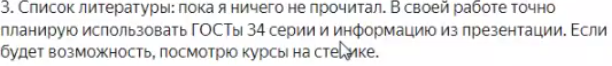 3. Список литературы: пока я ничего не прочитал. В своей работе точно
планирую использовать ГОСТы 34 серии и информацию из презентации. Если
будет возможность, посмотрю курсы на степике.